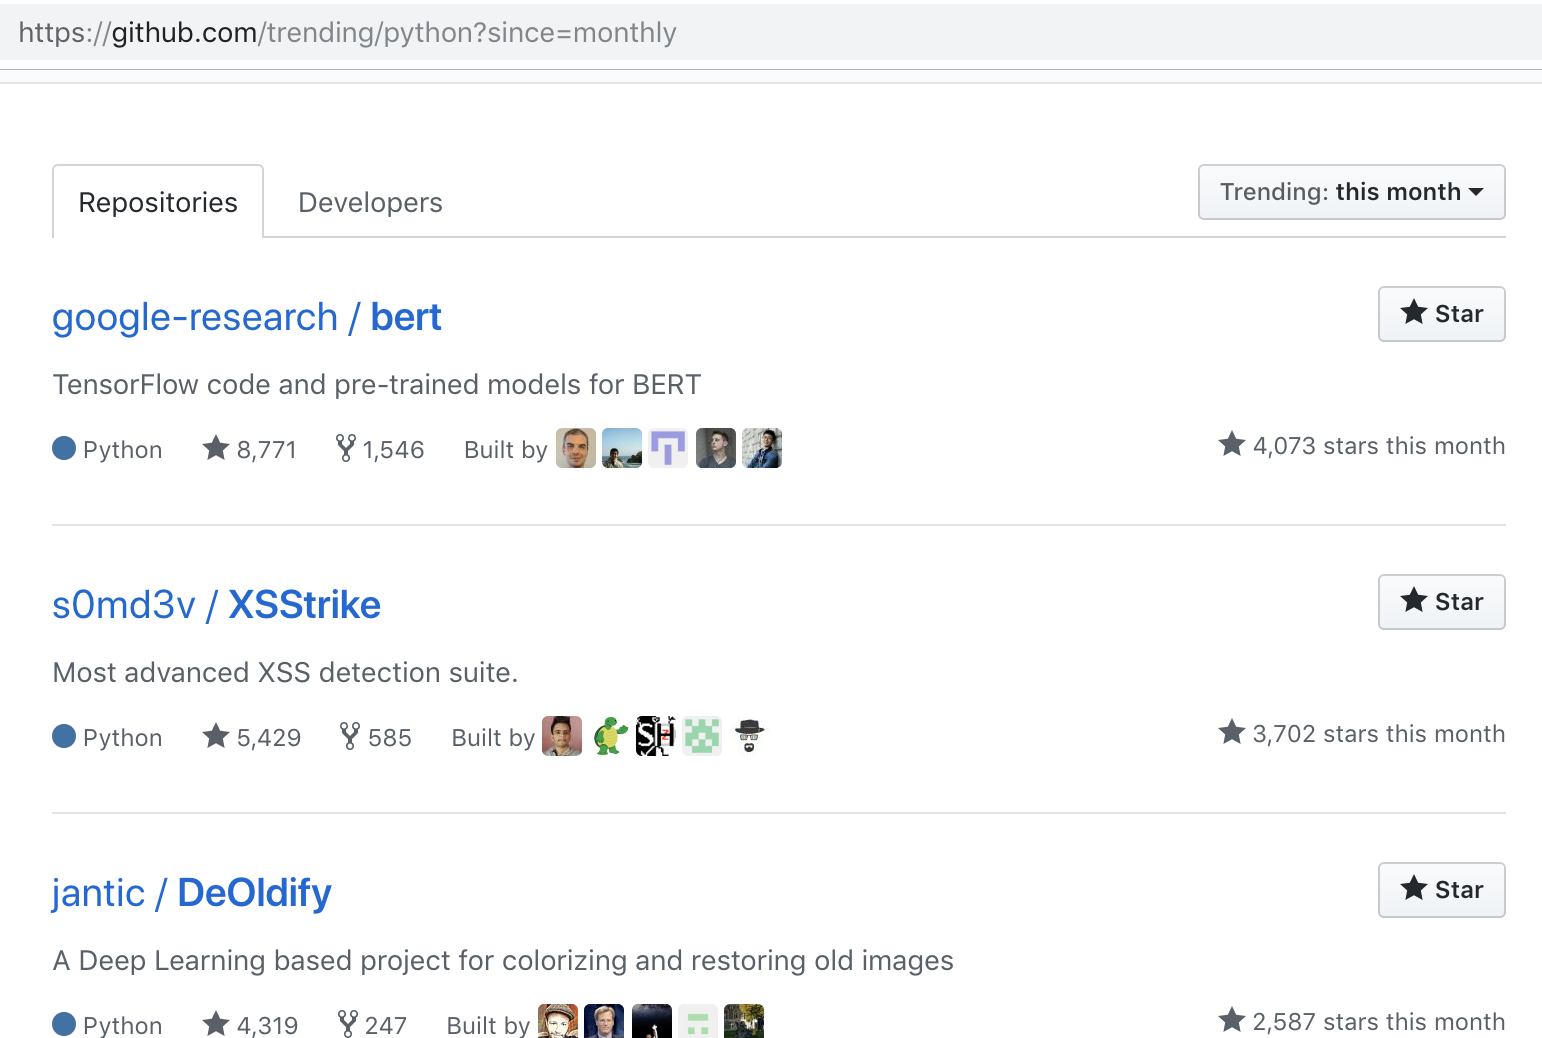 https://github.com/trending/python?since=monthly
Repositories
Developers
Trending: this month
google-research / bert
Star
TensorFlow code and pre-trained models for BERT
Python 8,771 1,546 Built by
4,073 stars this month
s0md3v / XSStrike
Star
Most advanced XSS detection suite.
Python 5,429 585 Built by
SH
3,702 stars this month
jantic / DeOldify
Star
A Deep Learning based project for colorizing and restoring old images
Python 4,319 247 Built by
2,587 stars this month